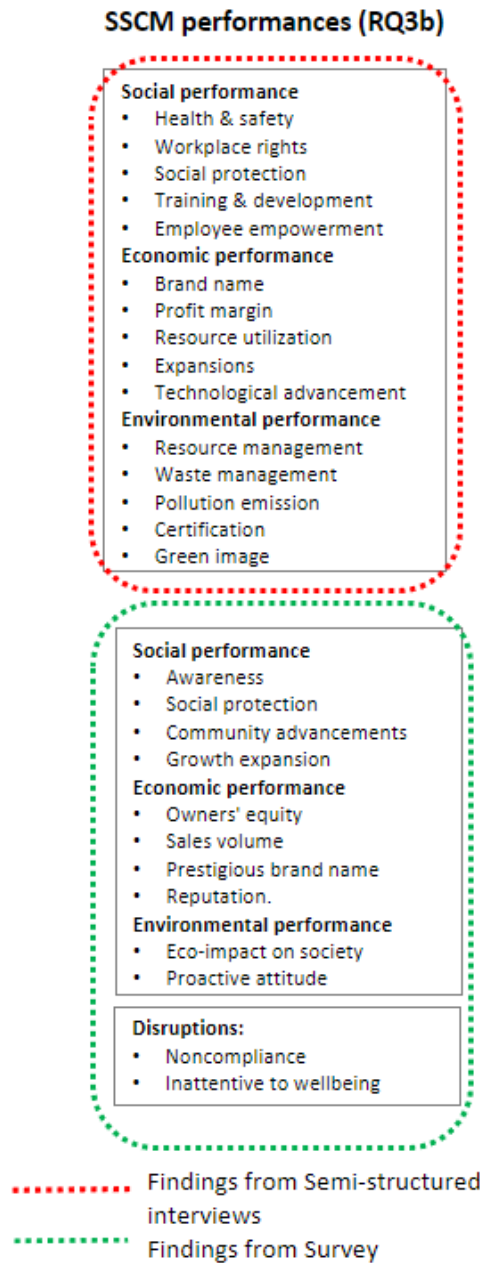 SSCM performances (RQ3b)
Social performance
• Health & safety
• Workplace rights
• Social protection
• Training & development
• Employee empowerment
Economic performance
• Brand name
• Profit margin
• Resource utilization
• Expansions
• Technological advancement
Environmental performance
• Resource management
• Waste management
• Pollution emission
• Certification
• Green image
Social performance
• Awareness
• Social protection
• Community advancements
• Growth expansion
Economic performance
• Owners' equity
• Sales volume
• Prestigious brand name
• Reputation.
Environmental performance
• Eco-impact on society
• Proactive attitude
Disruptions:
• Noncompliance
• Inattentive to wellbeing
Findings from Semi-structured
interviews
Findings from Survey